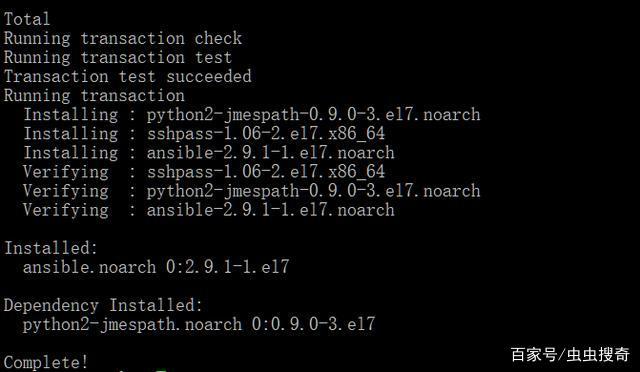 Total
Running transaction check
Running transaction test
Transaction test succeeded
Running transaction
  Installing : python2-jmespath-0.9.0-3.el7.noarch
  Installing : sshpass-1.06-2.el7.x86_64
  Installing : ansible-2.9.1-1.el7.noarch
  Verifying  : sshpass-1.06-2.el7.x86_64
  Verifying  : python2-jmespath-0.9.0-3.el7.noarch
  Verifying  : ansible-2.9.1-1.el7.noarch

Installed:
  ansible.noarch 0:2.9.1-1.el7

Dependency Installed:
  python2-jmespath.noarch 0:0.9.0-3.el7

Complete!
百家号/虫虫搜奇